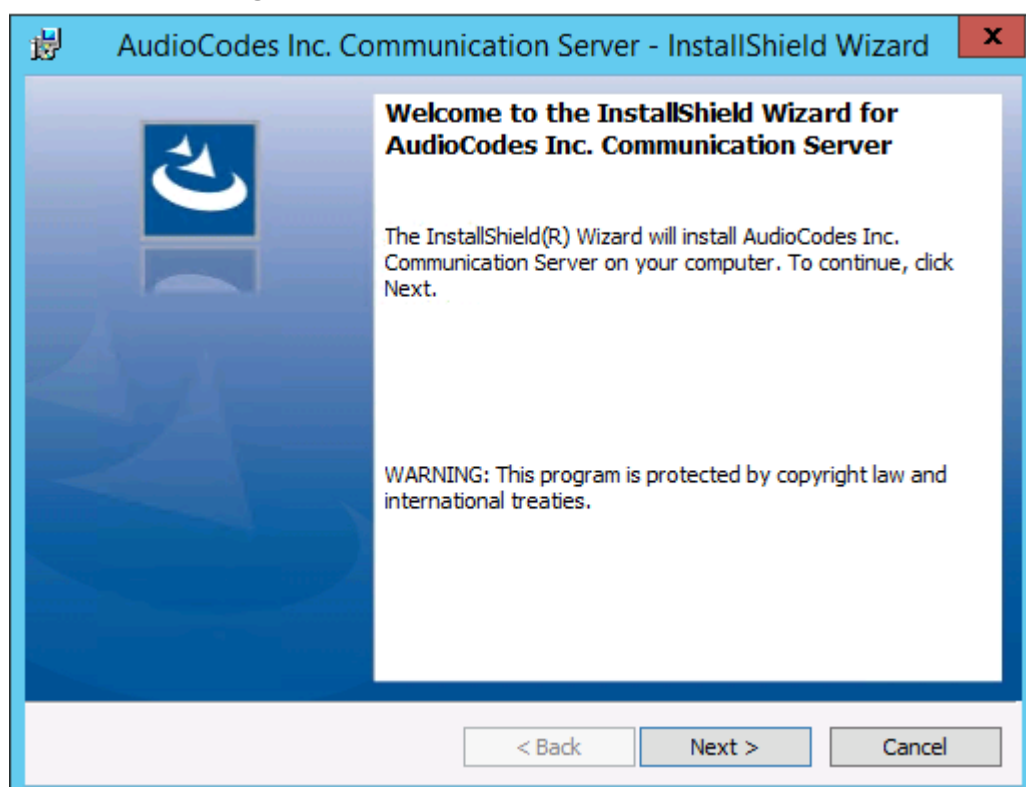 AudioCodes Inc. Communication Server - InstallShield Wizard
x
Welcome to the InstallShield Wizard for
AudioCodes Inc. Communication Server
The InstallShield(R) Wizard will install AudioCodes Inc.
Communication Server on your computer. To continue, click
Next.
WARNING: This program is protected by copyright law and
international treaties.
< Back
Next >
Cancel